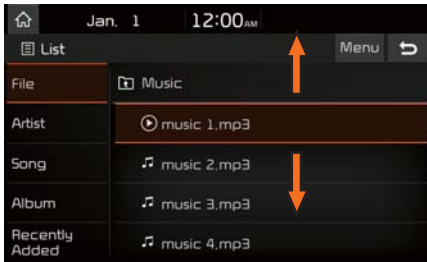 Jan. 1 12:00AM
List Menu
File Music
Artist music 1.mp3
Song music 2.mp3
Album music 3.mp3
Recently Added music 4.mp3